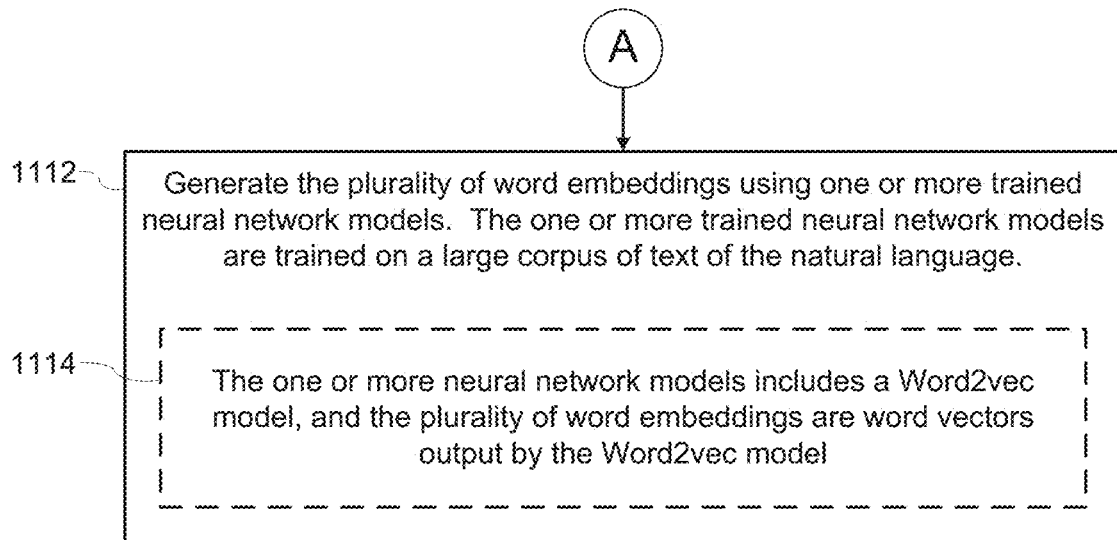 A
1112
Generate the plurality of word embeddings using one or more trained
neural network models. The one or more trained neural network models
are trained on a large corpus of text of the natural language.
1114
The one or more neural network models includes a Word2vec
model, and the plurality of word embeddings are word vectors
output by the Word2vec model